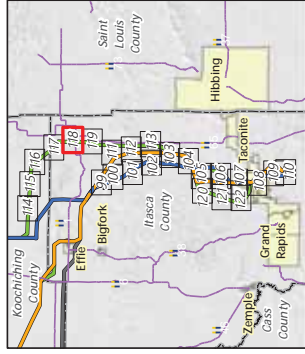 Koochiching
County
Saint
Louis
County
114
115
116
117
118
119
Effie
Bigfork
99
100
111
101
112
102
113
103
104
Itasca
County
Hibbing
120
105
121
106
122
107
108
109
110
Taconite
Grand
Rapids
Zemple
Cass
County